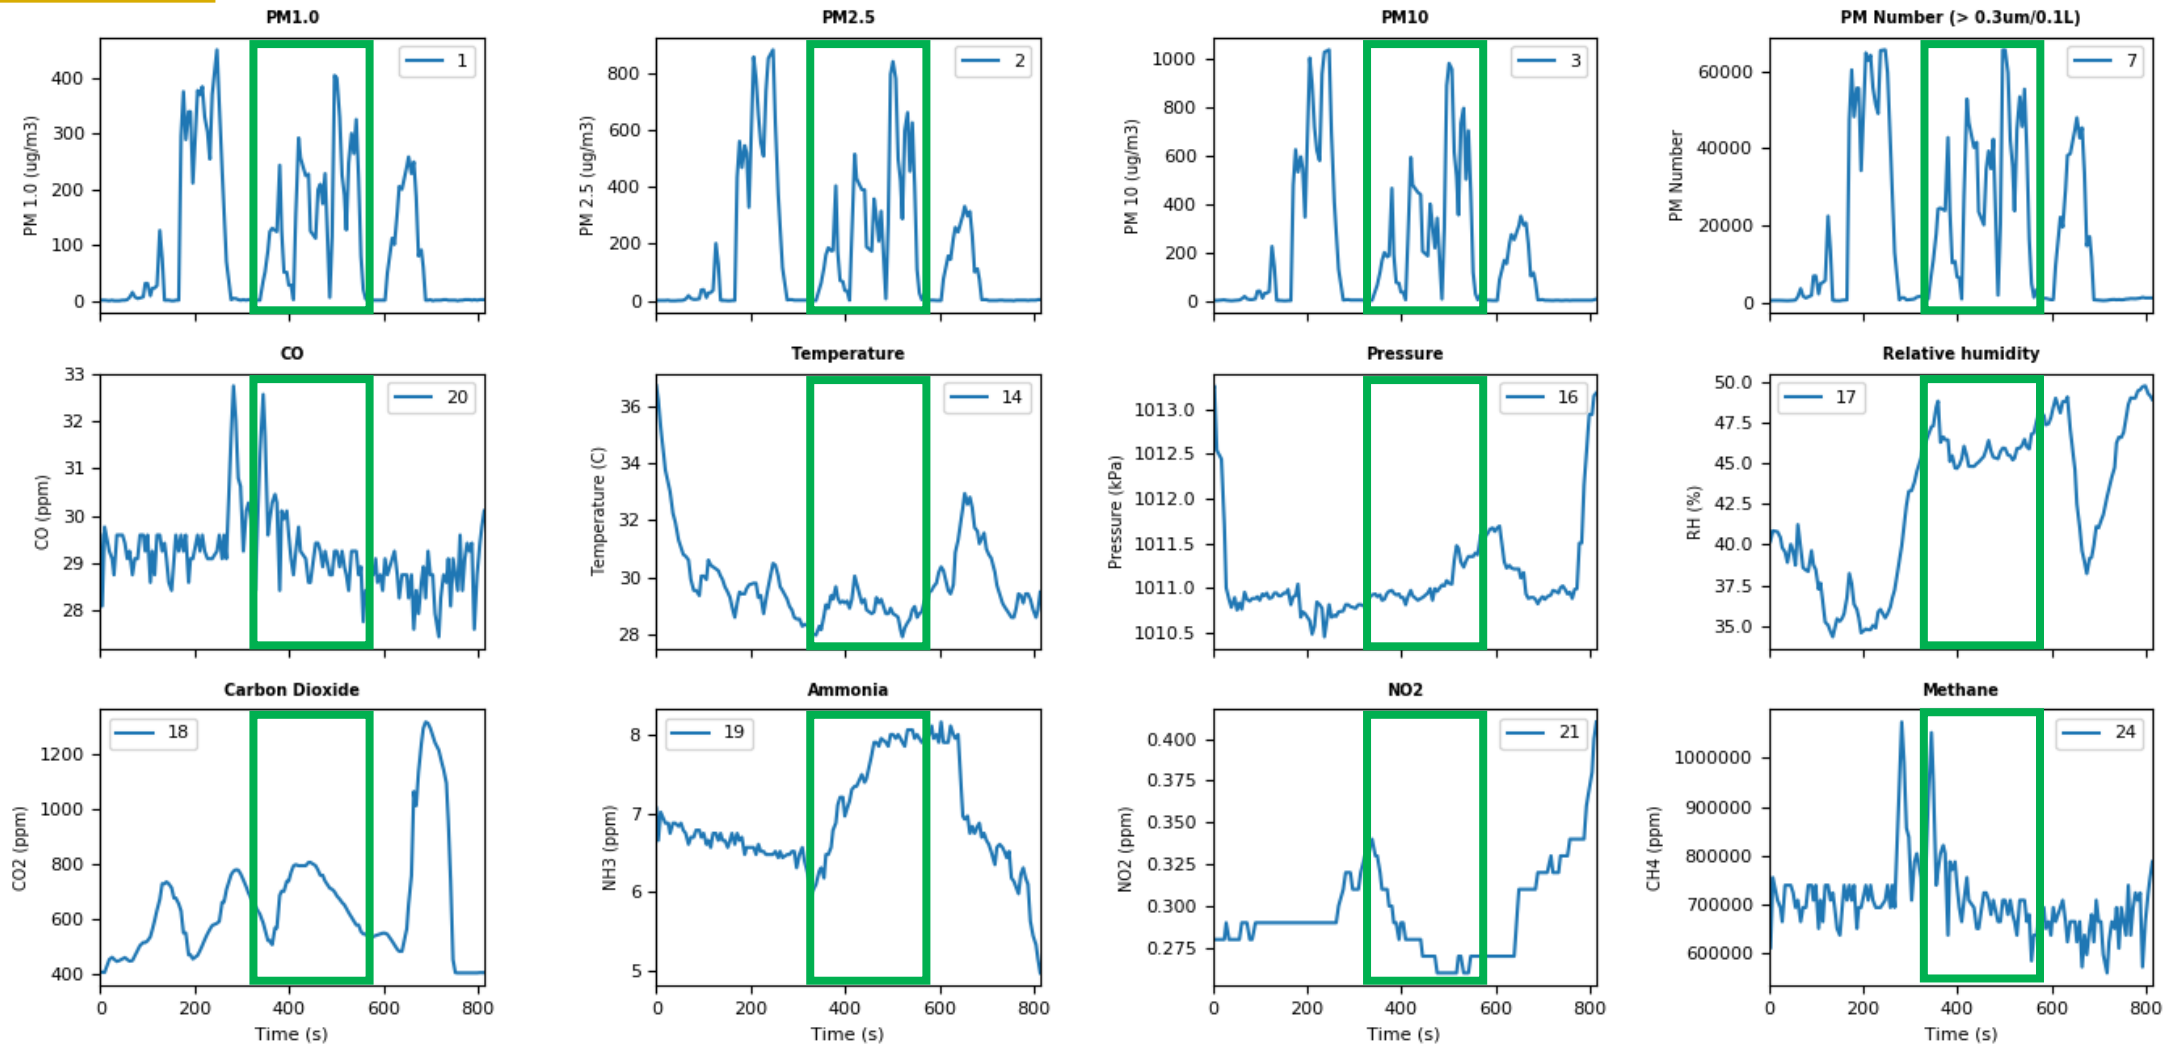 PM1.0
PM2.5
PM10
PM Number (> 0.3um/0.1L)
PM 1.0 (ug/m3)
400
300
200
100
0
1
PM 2.5 (ug/m3)
800
600
400
200
0
2
PM 10 (ug/m3)
1000
800
600
400
200
0
3
PM Number
60000
40000
20000
0
7
CO
Temperature
Pressure
Relative humidity
CO (ppm)
33
32
31
30
29
28
20
Temperature (C)
36
34
32
30
28
14
Pressure (kPa)
1013.0
1012.5
1012.0
1011.5
1011.0
1010.5
16
RH (%)
50.0
47.5
45.0
42.5
40.0
37.5
35.0
17
Carbon Dioxide
Ammonia
NO2
Methane
CO2 (ppm)
1200
1000
800
600
400
18
0 200 400 600 800
Time (s)
NH3 (ppm)
8
7
6
5
19
0 200 400 600 800
Time (s)
NO2 (ppm)
0.400
0.375
0.350
0.325
0.300
0.275
21
0 200 400 600 800
Time (s)
CH4 (ppm)
1000000
900000
800000
700000
600000
24
0 200 400 600 800
Time (s)